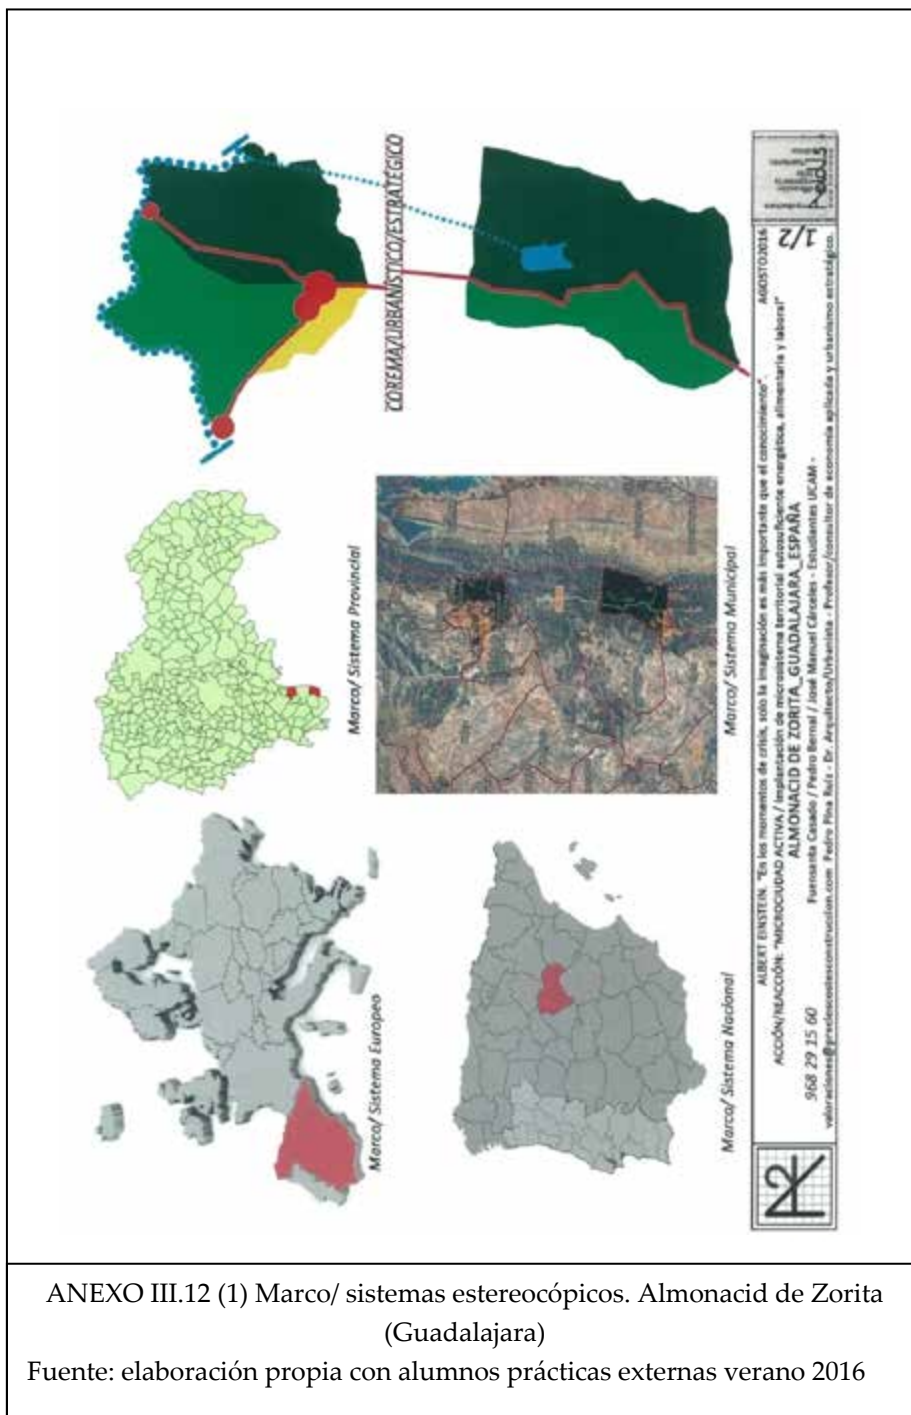 COREMA/URBANÍSTICO/ESTRATÉGICO
Marco/ Sistema Provincial
Marco/ Sistema Municipal
Marco/ Sistema Europeo
Marco/ Sistema Nacional
ALBERT EINSTEIN. "En los momentos de crisis, solo la imaginación es más importante que el conocimiento". AGOSTO2016
ACCIÓN/REACCIÓN: "MICROCIUDAD ACTIVA / Implantación de microsistema territorial autosuficiente energética, alimentaria y laboral"
ALMONACID DE ZORITA_GUADALAJARA_ESPAÑA
1/2
968 29 15 60 Fuensanta Casado / Pedro Bernal / José Manuel Cárceles - Estudiantes UCAM -
valoraciones@precioscostesconstruccion.com Pedro Pina Ruiz - Dr. Arquitecto/Urbanista - Profesor/consultor de economía aplicada y urbanismo estratégico.
ANEXO III.12 (1) Marco/ sistemas estereocópicos. Almonacid de Zorita
(Guadalajara)
Fuente: elaboración propia con alumnos prácticas externas verano 2016